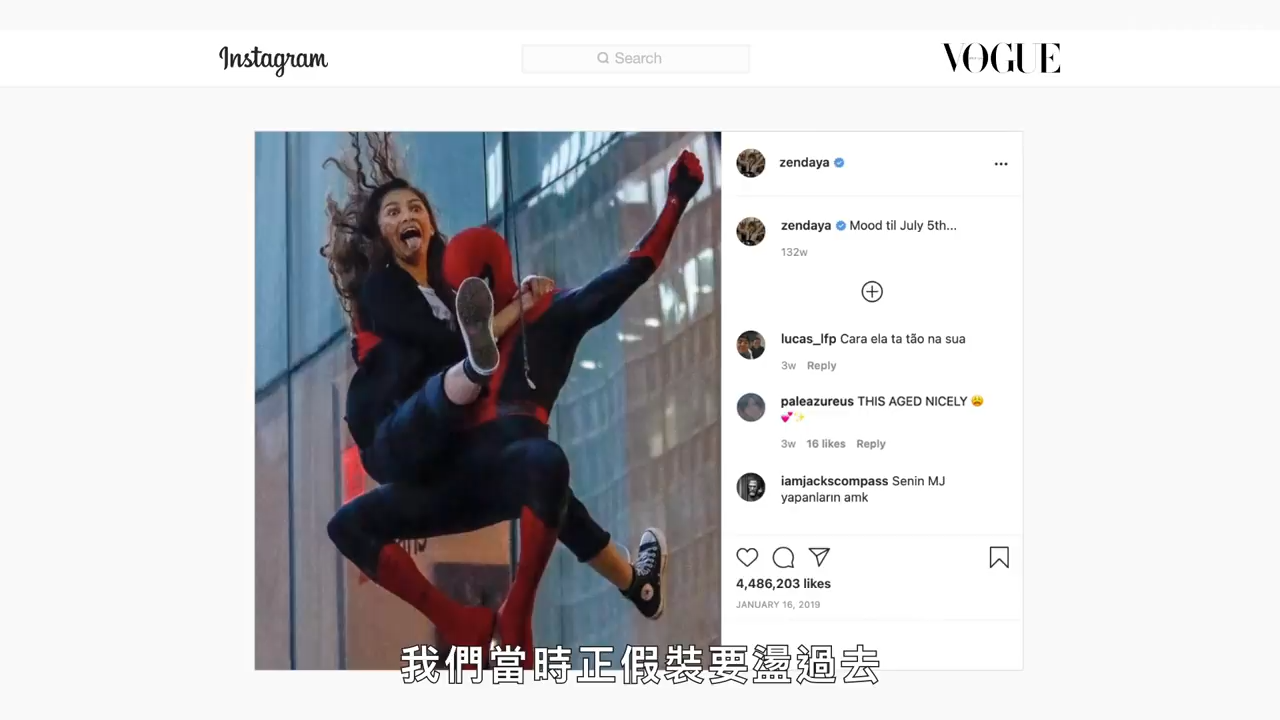 Instagram
Search
VOGUE
zendaya
zendaya Mood til July 5th...
132w
lucas_lfp Cara ela ta tão na sua
3w Reply
paleazureus THIS AGED NICELY 😩
💕✨
3w 16 likes Reply
iamjackscompass Senin MJ
yapanların amk
4,486,203 likes
JANUARY 16, 2019
我們當時正假裝要盪過去